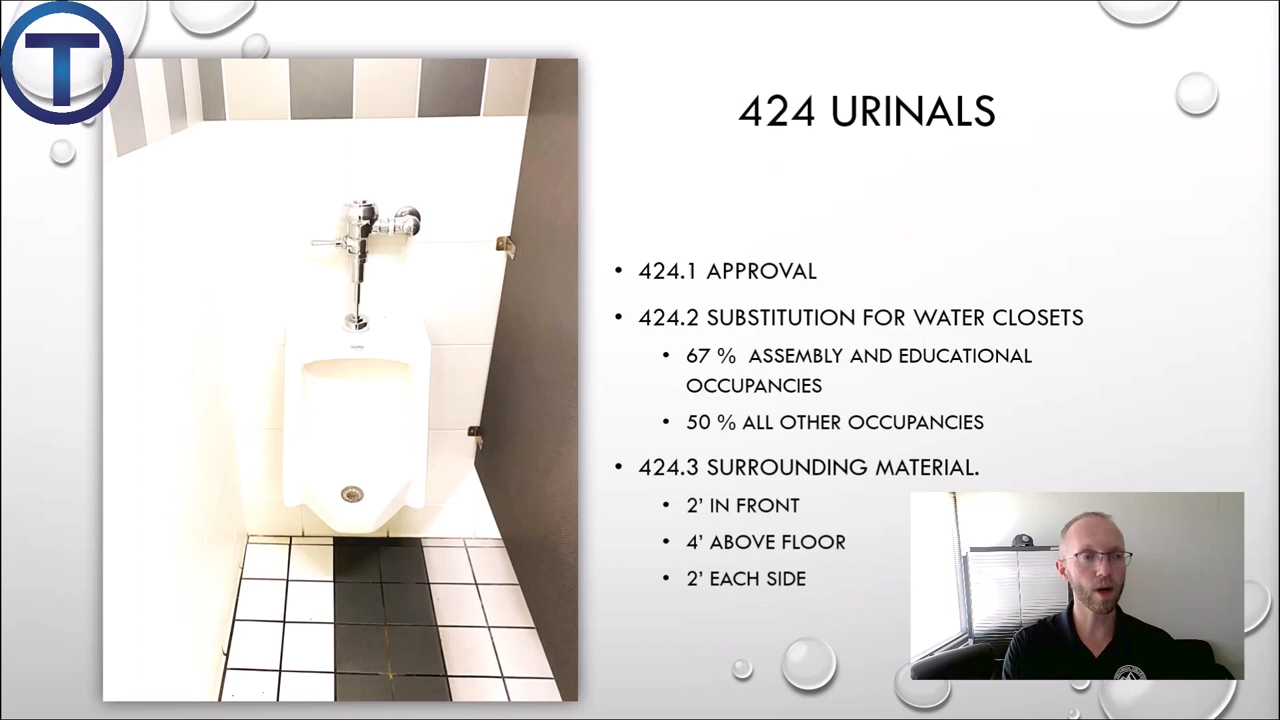 T
424 URINALS
• 424.1 APPROVAL
• 424.2 SUBSTITUTION FOR WATER CLOSETS
• 67 % ASSEMBLY AND EDUCATIONAL
OCCUPANCIES
• 50 % ALL OTHER OCCUPANCIES
• 424.3 SURROUNDING MATERIAL.
• 2' IN FRONT
• 4' ABOVE FLOOR
• 2' EACH SIDE